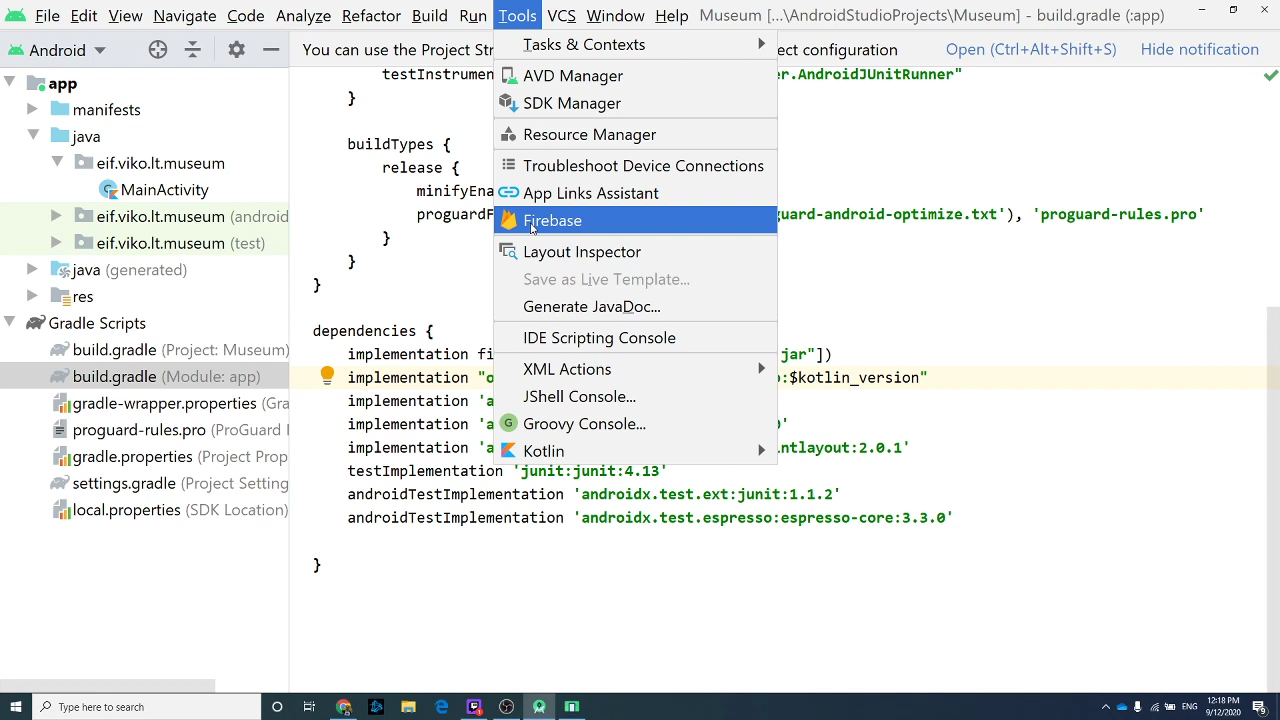 File Edit View Navigate Code Analyze Refactor Build Run Tools VCS Window Help Museum [...\AndroidStudioProjects\Museum] - build.gradle (:app)
Android
You can use the Project Str
ect configuration
Open (Ctrl+Alt+Shift+S)
Hide notification
app
manifests
java
eif.viko.lt.museum
MainActivity
eif.viko.lt.museum (android
eif.viko.lt.museum (test)
java (generated)
res
Gradle Scripts
build.gradle (Project: Museum)
build.gradle (Module: app)
gradle-wrapper.properties (Gra
proguard-rules.pro (ProGuard
gradle.properties (Project Prop
settings.gradle (Project Setting
local.properties (SDK Location)
Tasks & Contexts
AVD Manager
SDK Manager
Resource Manager
Troubleshoot Device Connections
App Links Assistant
Firebase
Layout Inspector
Save as Live Template...
Generate JavaDoc...
IDE Scripting Console
XML Actions
JShell Console...
G Groovy Console...
Kotlin
testInstrumen
r.AndroidJUnitRunner"
}
buildTypes {
release {
minifyEna
proguardF
guard-android-optimize.txt'), 'proguard-rules.pro'
}
}
}
dependencies {
implementation fi
jar"])
implementation "o
o:$kotlin_version"
implementation 'a
implementation 'a
0'
implementation 'a
intlayout:2.0.1'
testImplementation 'junit:junit:4.13'
androidTestImplementation 'androidx.test.ext:junit:1.1.2'
androidTestImplementation 'androidx.test.espresso:espresso-core:3.3.0'
}
Type here to search
ENG
12:18 PM
9/12/2020